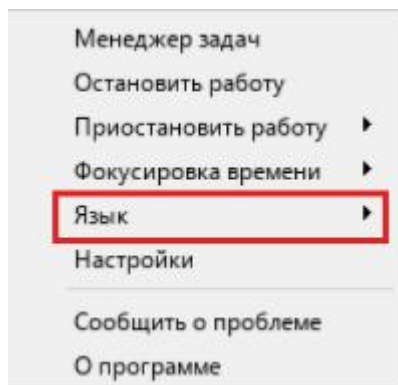 Менеджер задач
Остановить работу
Приостановить работу
Фокусировка времени
Язык
Настройки
Сообщить о проблеме
О программе